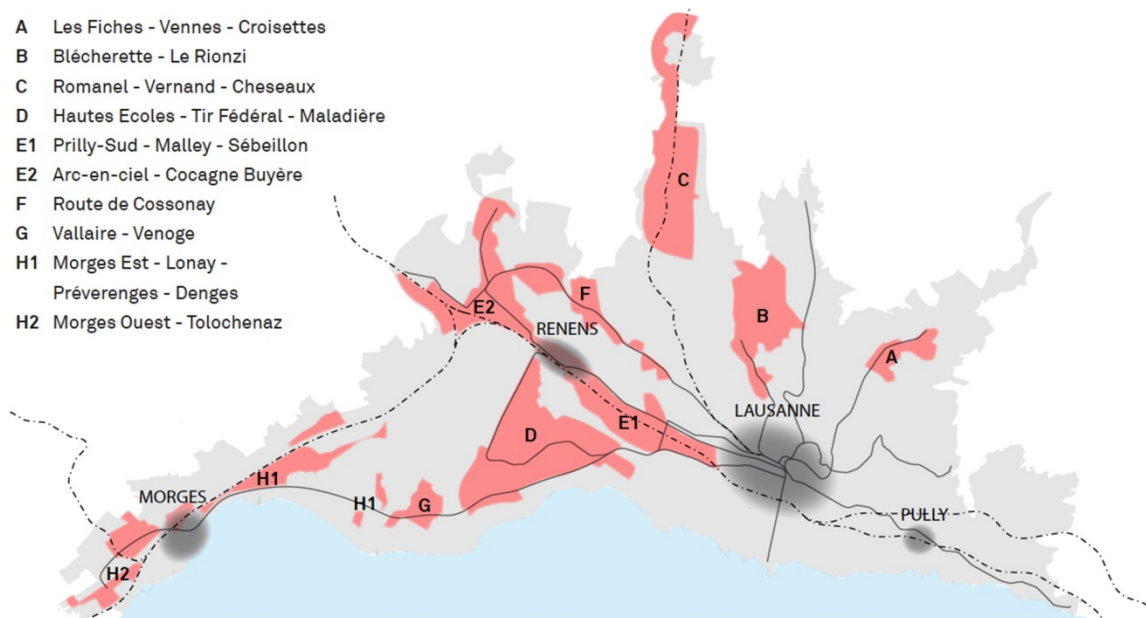 A Les Fiches - Vennes - Croisettes
B Blécherette - Le Rionzi
C Romanel - Vernand - Cheseaux
D Hautes Ecoles - Tir Fédéral - Maladière
E1 Prilly-Sud - Malley - Sébeillon
E2 Arc-en-ciel - Cocagne Buyère
F Route de Cossonay
G Vallaire - Venoge
H1 Morges Est - Lonay -
Préverenges - Denges
H2 Morges Ouest - Tolochenaz
C
E2
F
B
RENENS
A
LAUSANNE
E1
D
H1
MORGES
H1
G
PULLY
H2